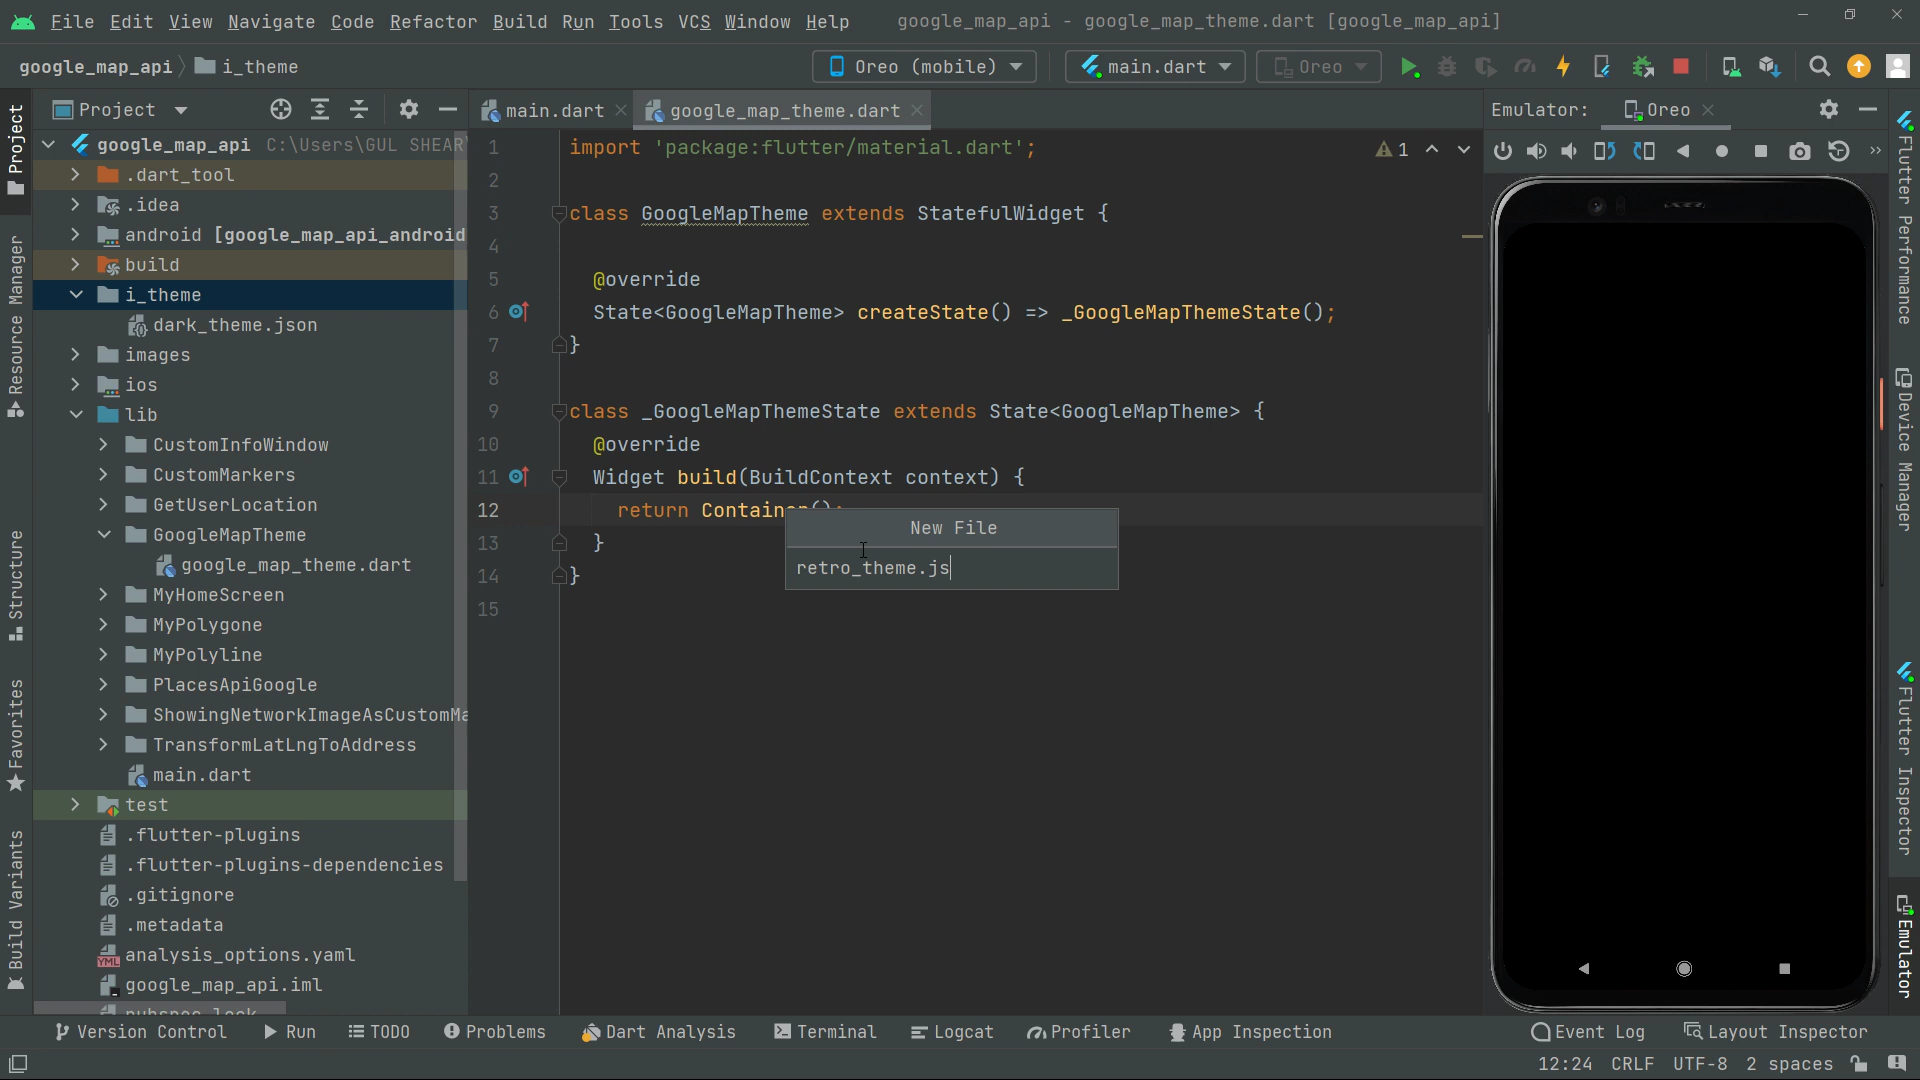 File Edit View Navigate Code Refactor Build Run Tools VCS Window Help google_map_api - google_map_theme.dart [google_map_api]
google_map_api i_theme Oreo (mobile) main.dart Oreo
Project main.dart google_map_theme.dart Emulator: Oreo
google_map_api C:\Users\GUL SHEAR
.dart_tool
.idea
android [google_map_api_android
build
i_theme
dark_theme.json
images
ios
lib
CustomInfoWindow
CustomMarkers
GetUserLocation
GoogleMapTheme
google_map_theme.dart
MyHomeScreen
MyPolygone
MyPolyline
PlacesApiGoogle
ShowingNetworkImageAsCustomMa
TransformLatLngToAddress
main.dart
test
.flutter-plugins
.flutter-plugins-dependencies
.gitignore
.metadata
analysis_options.yaml
google_map_api.iml
Project
Resource Manager
Structure
Favorites
Build Variants
1 import 'package:flutter/material.dart'; 1
2
3 class GoogleMapTheme extends StatefulWidget {
4
5 @override
6 State<GoogleMapTheme> createState() => _GoogleMapThemeState();
7 }
8
9 class _GoogleMapThemeState extends State<GoogleMapTheme> {
10 @override
11 Widget build(BuildContext context) {
12 return Container();
13 }
14 }
15
New File
retro_theme.js
Flutter Performance
Device Manager
Flutter Inspector
Emulator
Version Control Run TODO Problems Dart Analysis Terminal Logcat Profiler App Inspection Event Log Layout Inspector
12:24 CRLF UTF-8 2 spaces